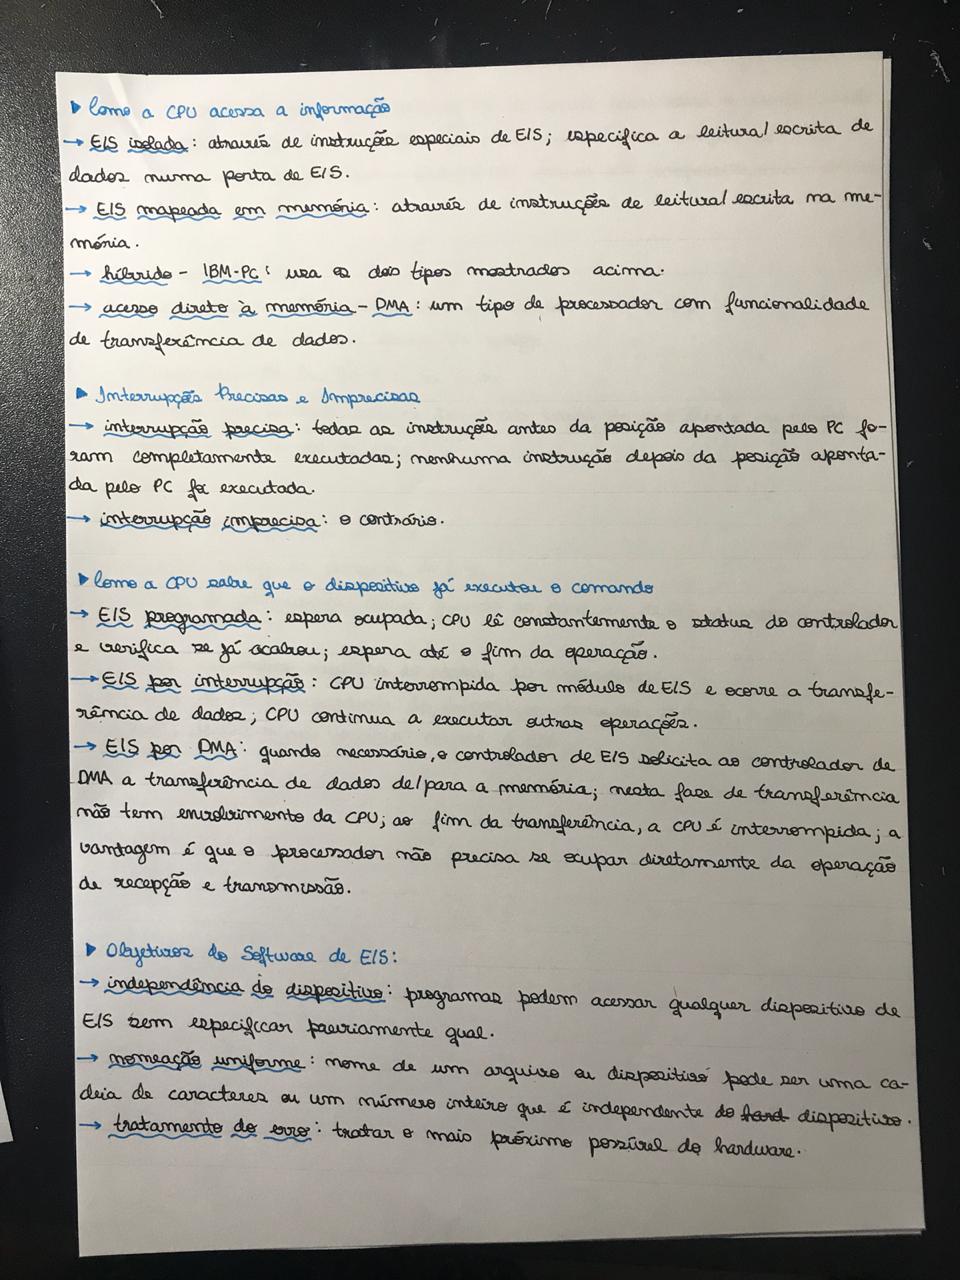 ▶ Como a CPU acessa a informação
→ E/S isolada: através de instruções especiais de E/S; especifica a leitura/escrita de
dados numa porta de E/S.
→ E/S mapeada em memória: através de instruções de leitura/escrita na me-
mória.
→ híbrido - IBM-PC: usa os dois tipos mostrados acima.
→ acesso direto à memória - DMA: um tipo de processador com funcionalidade
de transferência de dados.
▶ Interrupções Precisas e Imprecisas
→ interrupção precisa: todas as instruções antes da posição apontada pelo PC fo-
ram completamente executadas; nenhuma instrução depois da posição aponta-
da pelo PC foi executada.
→ interrupção imprecisa: o contrário.
▶ Como a CPU sabe que o dispositivo já executou o comando
→ E/S programada: espera ocupada; CPU lê constantemente o status do controlador
e verifica se já acabou; espera até o fim da operação.
→ E/S por interrupção: CPU interrompida por módulo de E/S e ocorre a transfe-
rência de dados; CPU continua a executar outras operações.
→ E/S por DMA: quando necessário, o controlador de E/S solicita ao controlador de
DMA a transferência de dados de/para a memória; nesta fase de transferência
não tem envolvimento da CPU; ao fim da transferência, a CPU é interrompida; a
vantagem é que o processador não precisa se ocupar diretamente da operação
de recepção e transmissão.
▶ Objetivos do Software de E/S:
→ independência do dispositivo: programas podem acessar qualquer dispositivo de
E/S sem especificar previamente qual.
→ nomeação uniforme: nome de um arquivo ou dispositivo pode ser uma ca-
deia de caracteres ou um número inteiro que é independente do hard dispositivo.
→ tratamento de erro: tratar o mais próximo possível do hardware.